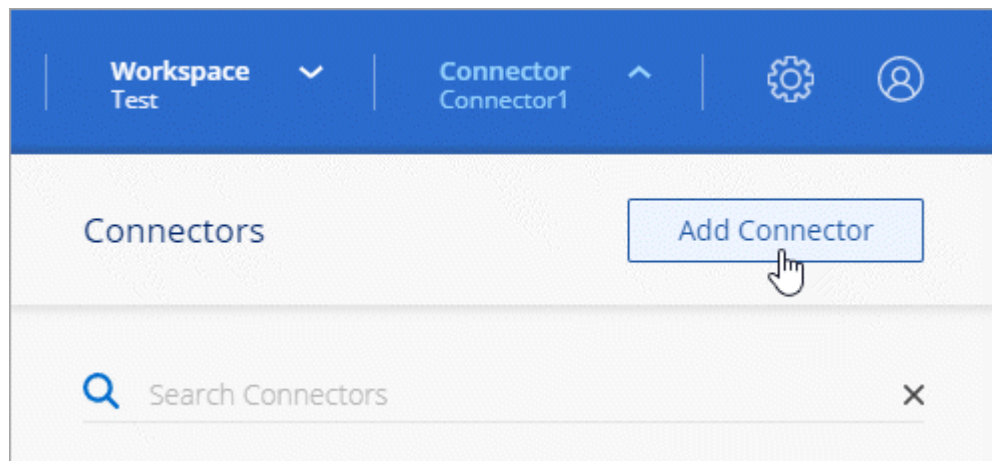 Workspace
Test
Connector
Connector1
Connectors
Add Connector
Search Connectors